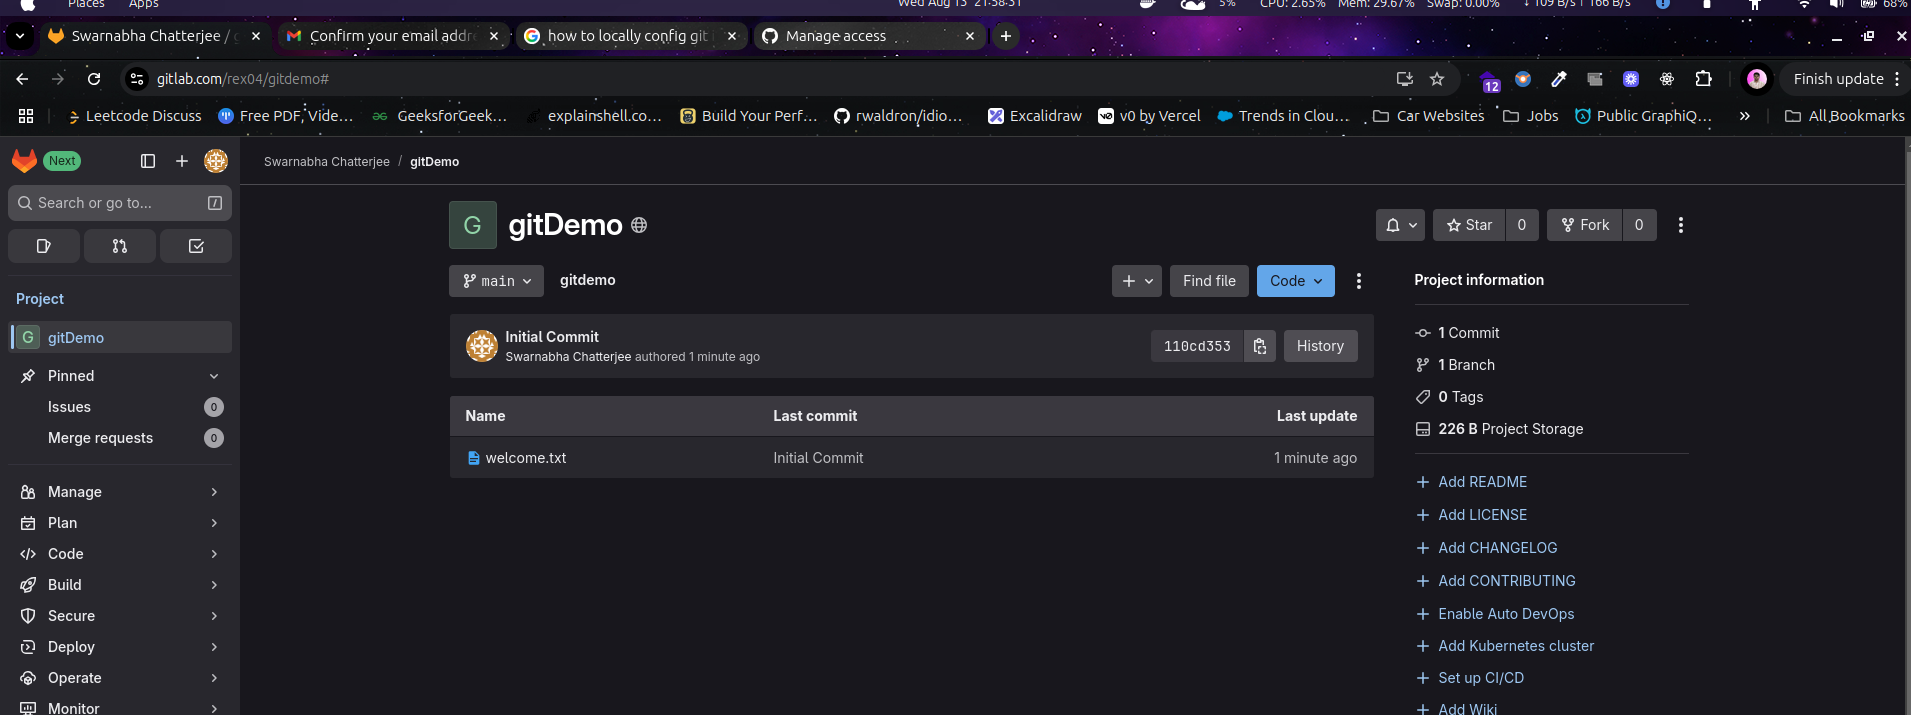 Places Apps Wed Aug 13 21:58:31 5% CPU: 2.65% Mem: 29.67% Swap: 0.00% ↓ 109 B/s ↑ 166 B/s 68%
Swarnabha Chatterjee / Confirm your email addre how to locally config git Manage access
gitlab.com/rex04/gitdemo# 12 Finish update
Leetcode Discuss Free PDF, Vide... GeeksforGeek... explainshell.co... Build Your Perf... rwaldron/idio... Excalidraw v0 by Vercel Trends in Clou... Car Websites Jobs Public GraphiQ... » All Bookmarks
Next
Swarnabha Chatterjee / gitDemo
Search or go to... /
G gitDemo
Star 0 Fork 0
main gitdemo Find file Code
Project
G gitDemo
Pinned
Issues 0
Merge requests 0
Manage
Plan
Code
Build
Secure
Deploy
Operate
Monitor
Initial Commit
Swarnabha Chatterjee authored 1 minute ago
110cd353 History
Name Last commit Last update
welcome.txt Initial Commit 1 minute ago
Project information
1 Commit
1 Branch
0 Tags
226 B Project Storage
Add README
Add LICENSE
Add CHANGELOG
Add CONTRIBUTING
Enable Auto DevOps
Add Kubernetes cluster
Set up CI/CD
Add Wiki